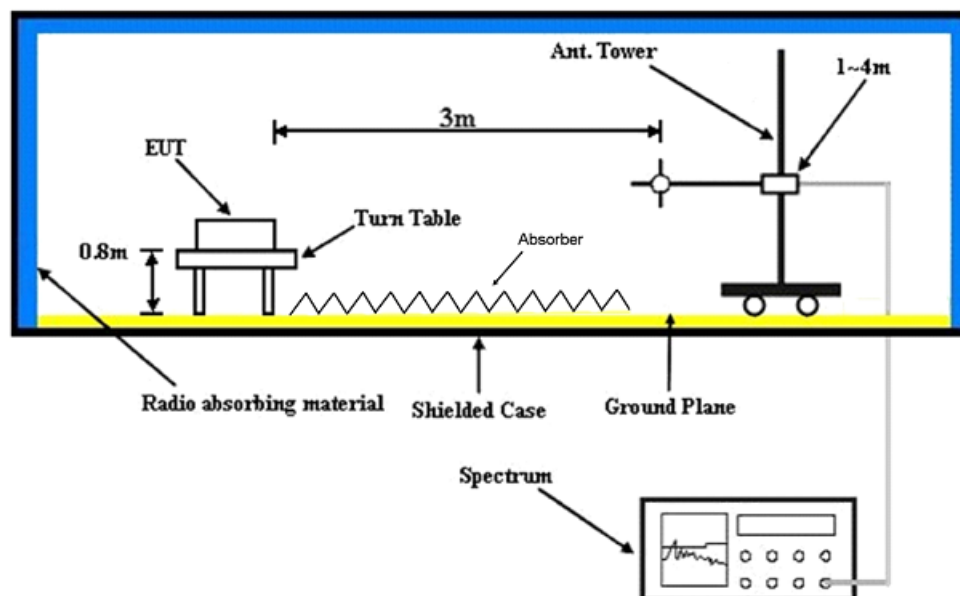 Ant. Tower
1~4m
3m
EUT
Turn Table
0.8m
Absorber
Radio absorbing material
Shielded Case
Ground Plane
Spectrum